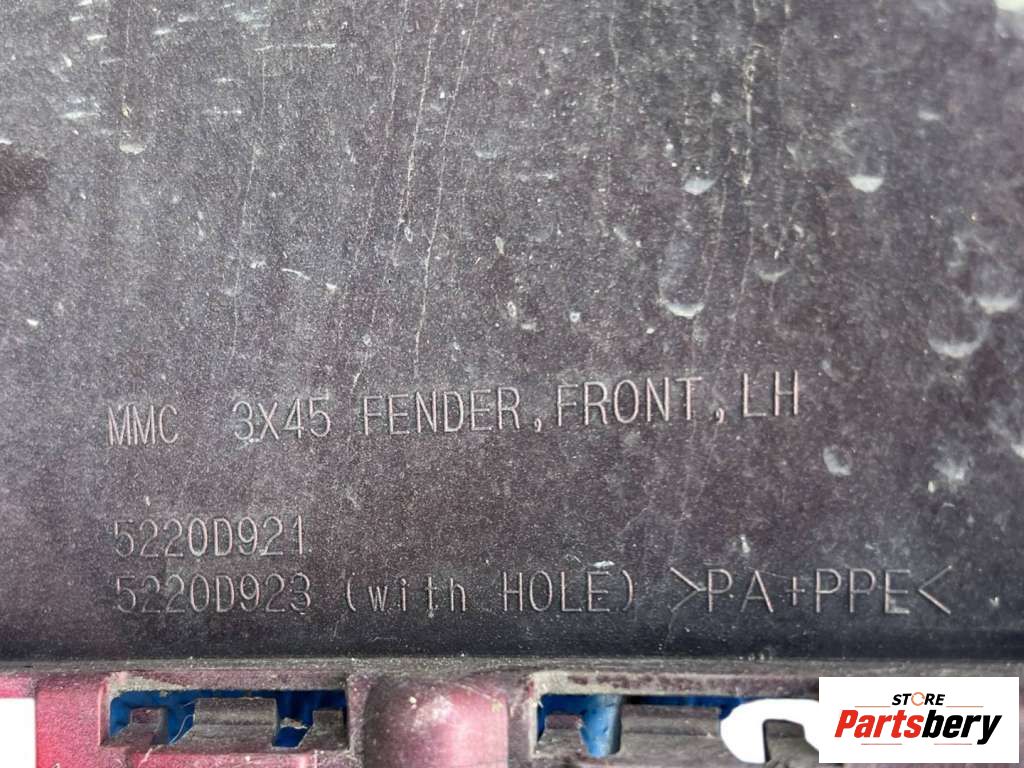 MMC 3X45 FENDER, FRONT, LH
5220D921
5220D923 (with HOLE) >PA+PPE<
STORE
Partsbery